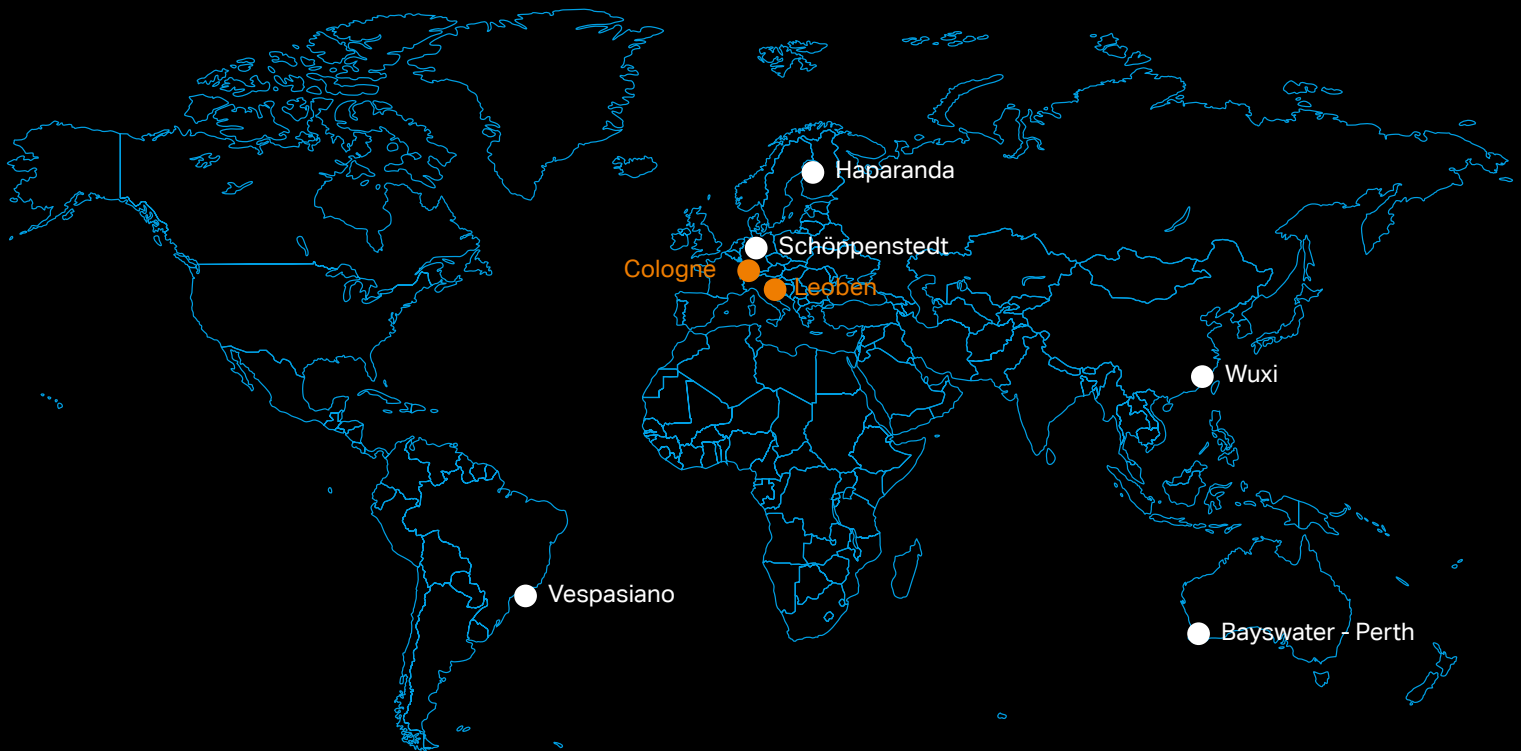 Haparanda
Schöppenstedt
Cologne
Leoben
Wuxi
Vespasiano
Bayswater - Perth